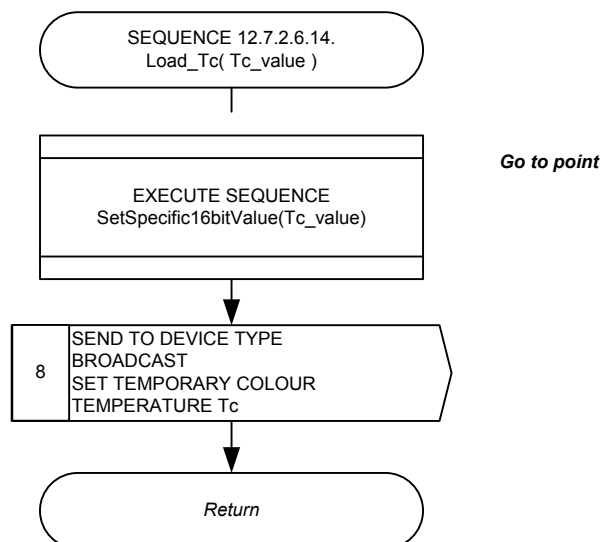 SEQUENCE 12.7.2.6.14.
Load_Tc( Tc_value )
Go to point
EXECUTE SEQUENCE
SetSpecific16bitValue(Tc_value)
8
SEND TO DEVICE TYPE
BROADCAST
SET TEMPORARY COLOUR
TEMPERATURE Tc
Return